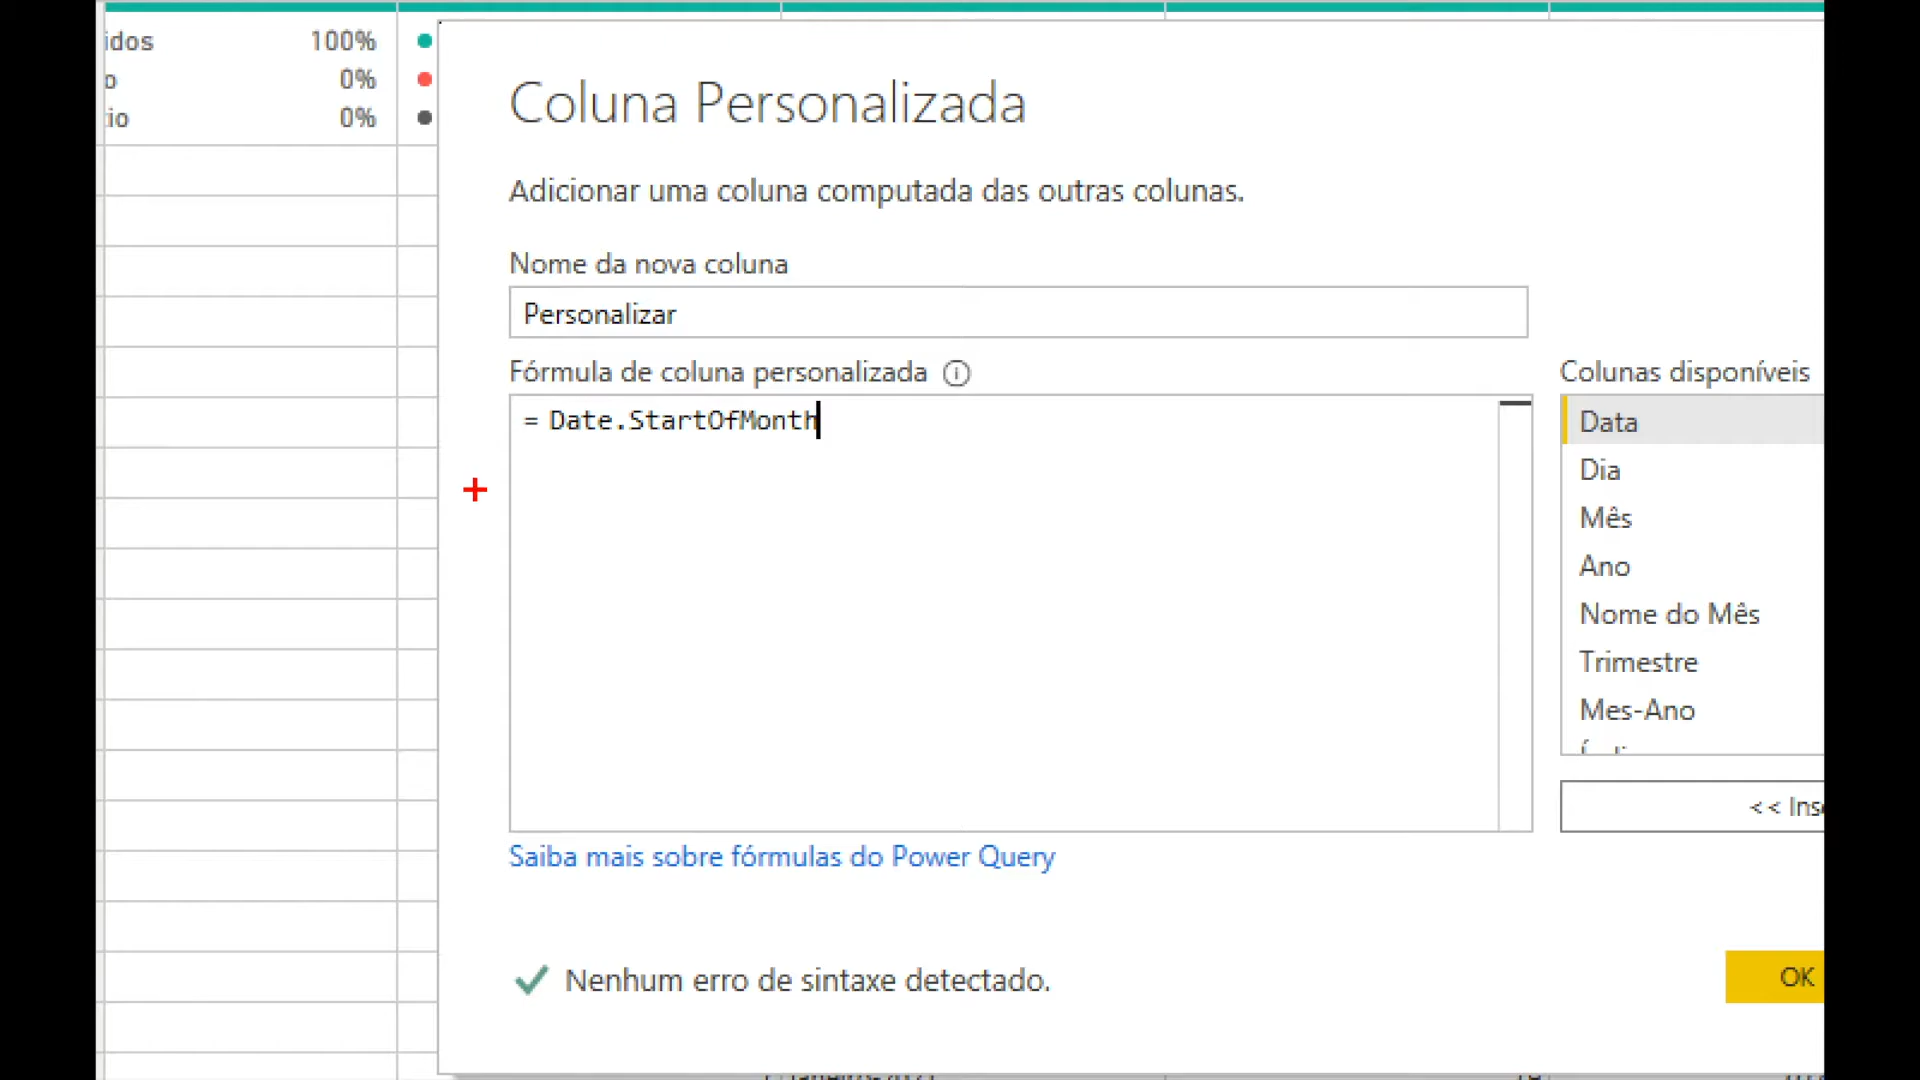 idos 100%
o 0%
io 0%
Coluna Personalizada
Adicionar uma coluna computada das outras colunas.
Nome da nova coluna
Personalizar
Fórmula de coluna personalizada
Colunas disponíveis
= Date.StartOfMonth
Data
Dia
Mês
Ano
Nome do Mês
Trimestre
Mes-Ano
<< Inse
Saiba mais sobre fórmulas do Power Query
Nenhum erro de sintaxe detectado.
OK